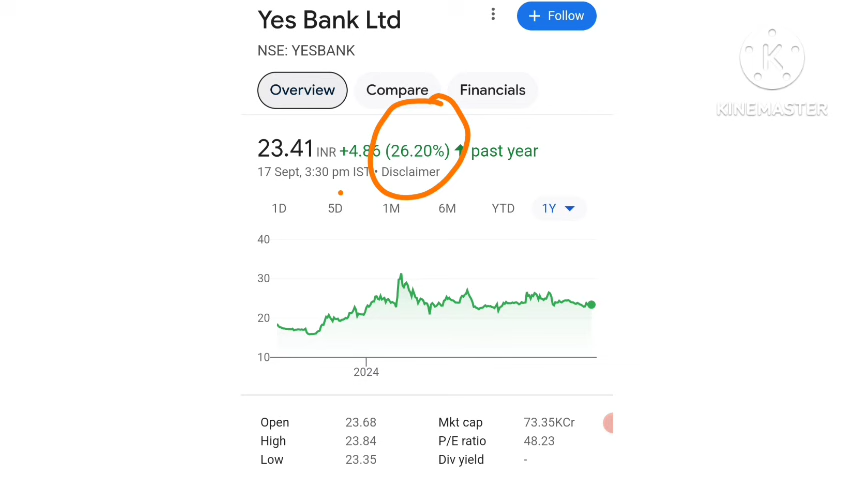 Yes Bank Ltd
+ Follow
NSE: YESBANK
Overview Compare Financials
23.41 INR +4.86 (26.20%) ↑ past year
17 Sept, 3:30 pm IST • Disclaimer
1D 5D 1M 6M YTD 1Y
40
30
20
10
2024
Open 23.68 Mkt cap 73.35KCr
High 23.84 P/E ratio 48.23
Low 23.35 Div yield -
K
KINEMASTER